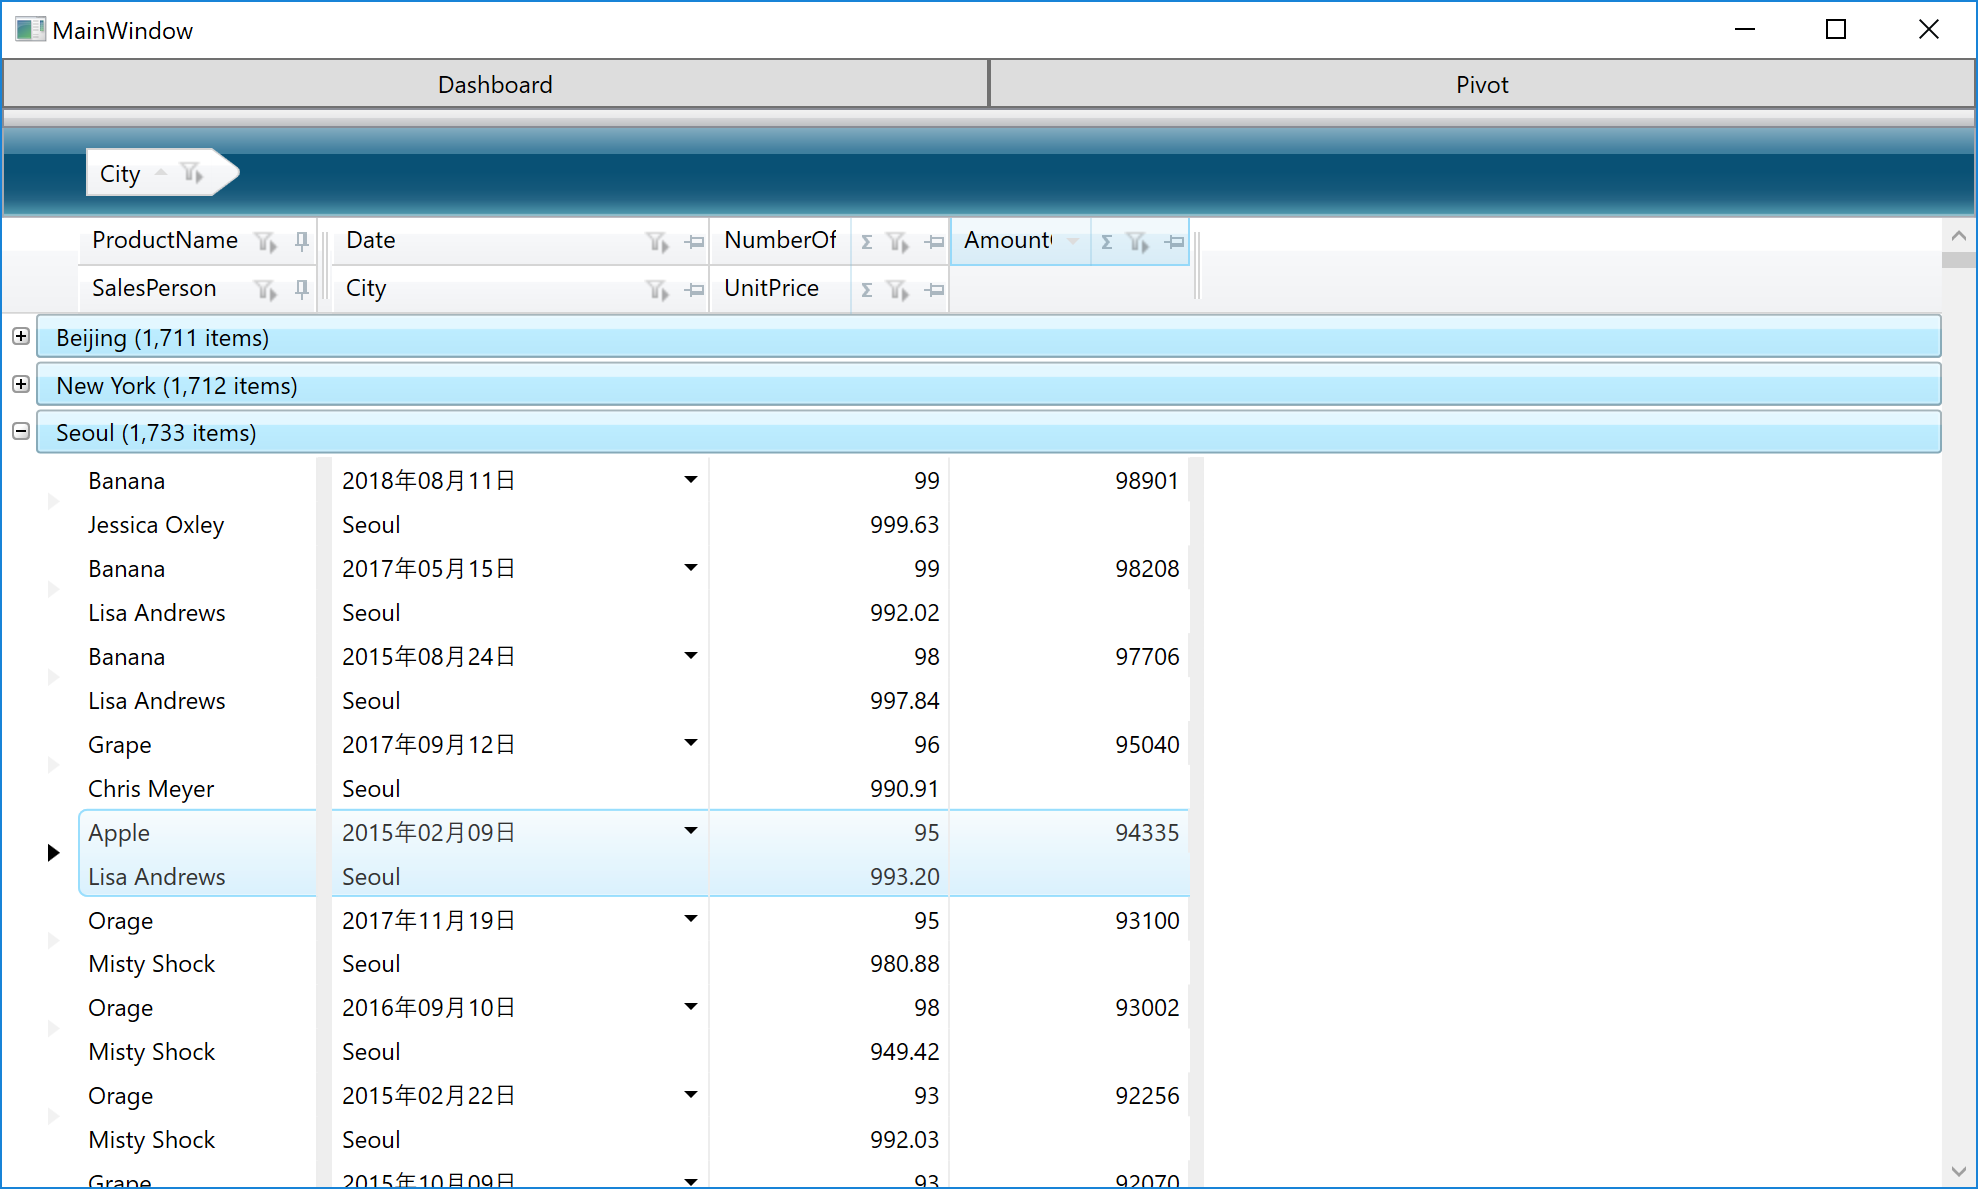 MainWindow
Dashboard Pivot
City
ProductName Date NumberOf Σ Amount Σ
SalesPerson City UnitPrice Σ
Beijing (1,711 items)
New York (1,712 items)
Seoul (1,733 items)
Banana 2018年08月11日 99 98901
Jessica Oxley Seoul 999.63
Banana 2017年05月15日 99 98208
Lisa Andrews Seoul 992.02
Banana 2015年08月24日 98 97706
Lisa Andrews Seoul 997.84
Grape 2017年09月12日 96 95040
Chris Meyer Seoul 990.91
Apple 2015年02月09日 95 94335
Lisa Andrews Seoul 993.20
Orage 2017年11月19日 95 93100
Misty Shock Seoul 980.88
Orage 2016年09月10日 98 93002
Misty Shock Seoul 949.42
Orage 2015年02月22日 93 92256
Misty Shock Seoul 992.03
Grape 2015年10月09日 93 92070